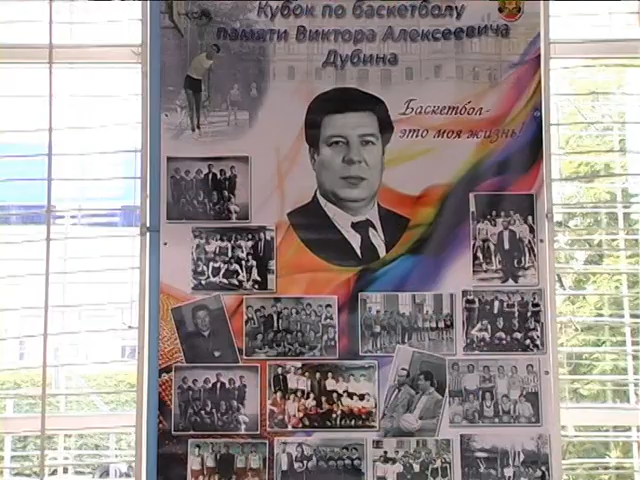 Кубок по баскетболу
памяти Виктора Алексеевича
Дубина
Баскетбол-
это моя жизнь!